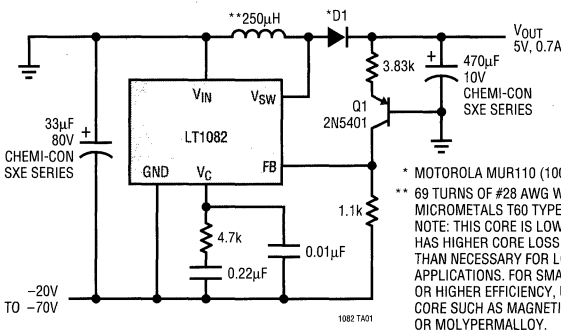 **250µH
*D1
VOUT
5V, 0.7A
3.83k
+
470µF
10V
CHEMI-CON
SXE SERIES
VIN
VSW
Q1
2N5401
33µF
80V
+
CHEMI-CON
SXE SERIES
LT1082
GND
VC
FB
4.7k
0.01µF
0.22µF
1.1k
* MOTOROLA MUR110 (100
** 69 TURNS OF #28 AWG W
MICROMETALS T60 TYPE
NOTE: THIS CORE IS LOW
HAS HIGHER CORE LOSS
THAN NECESSARY FOR LO
APPLICATIONS. FOR SMA
OR HIGHER EFFICIENCY, U
CORE SUCH AS MAGNETI
OR MOLYPERMALLOY.
–20V
TO –70V
1082 TA01